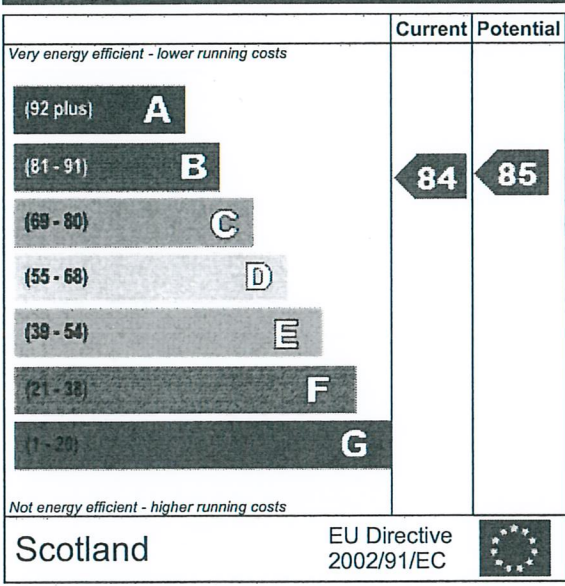 Current Potential
Very energy efficient - lower running costs
(92 plus) A
(81 - 91) B
84 85
(69 - 80) C
(55 - 68) D
(39 - 54) E
(21 - 38) F
(1 - 20) G
Not energy efficient - higher running costs
Scotland
EU Directive
2002/91/EC